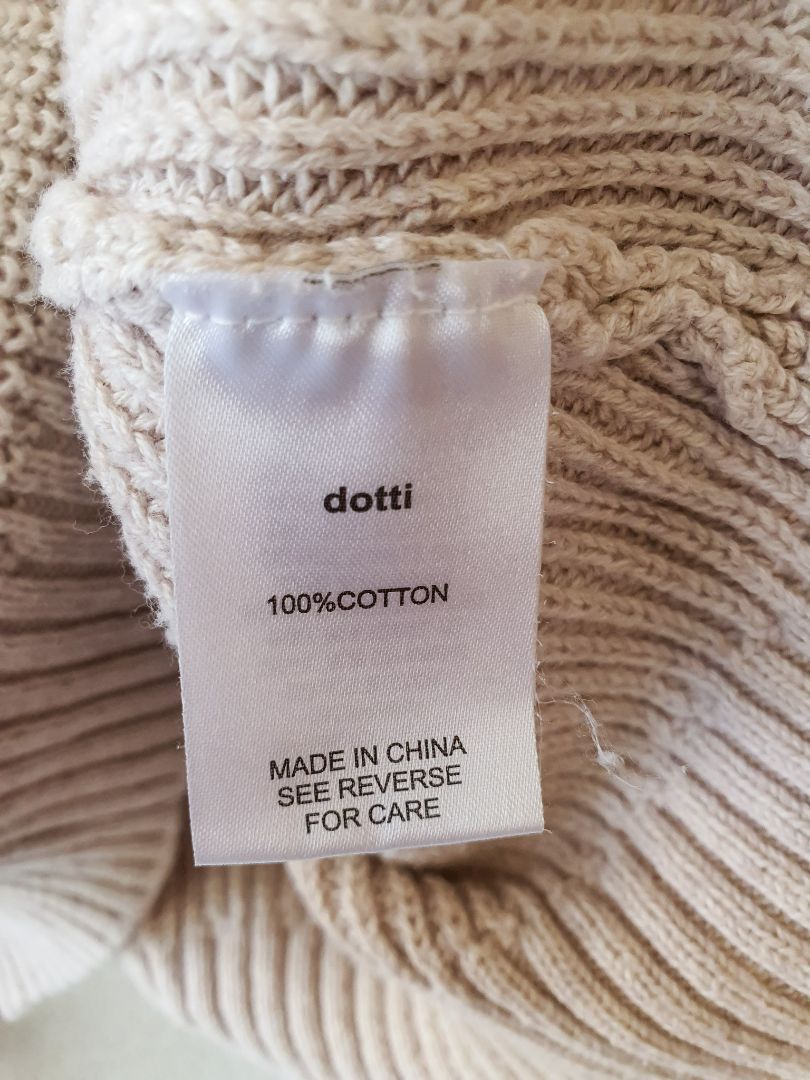 dotti
100%COTTON
MADE IN CHINA
SEE REVERSE
FOR CARE